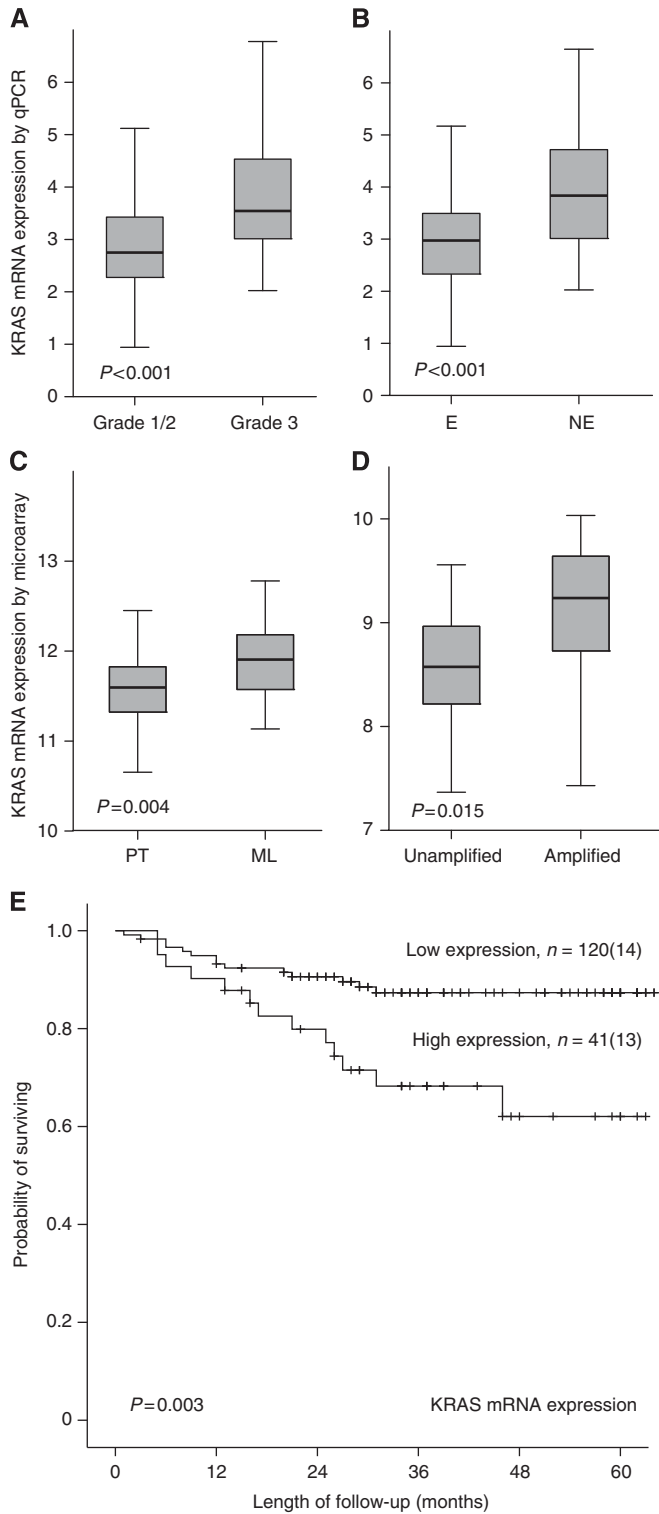 A
KRAS mRNA expression by qPCR
6
5
4
3
2
1
0
P<0.001
Grade 1/2 Grade 3
B
6
5
4
3
2
1
0
P<0.001
E NE
C
KRAS mRNA expression by microarray
13
12
11
10
P=0.004
PT ML
D
10
9
8
7
P=0.015
Unamplified Amplified
E
Probability of surviving
1.0
0.8
0.6
0.4
0.2
0
Low expression, n = 120(14)
High expression, n = 41(13)
P=0.003
KRAS mRNA expression
0 12 24 36 48 60
Length of follow-up (months)